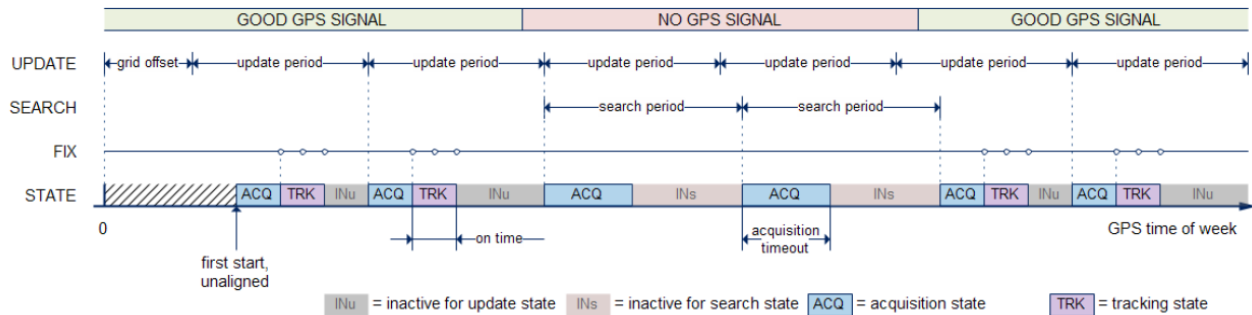 GOOD GPS SIGNAL NO GPS SIGNAL GOOD GPS SIGNAL
UPDATE grid offset update period update period update period update period update period update period
SEARCH search period search period
FIX
STATE ACQ TRK INu ACQ TRK INu ACQ INs ACQ INs ACQ TRK INu ACQ TRK INu
0 GPS time of week
on time acquisition
timeout
first start,
unaligned
INu = inactive for update state INs = inactive for search state ACQ = acquisition state TRK = tracking state